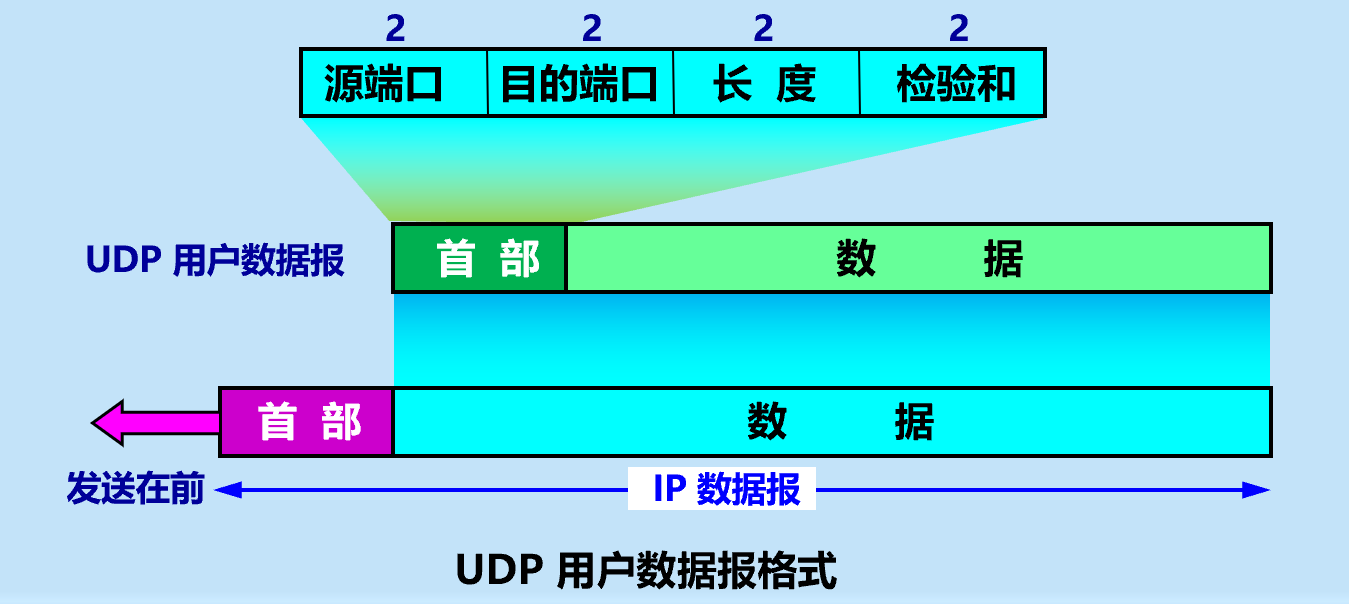 2 2 2 2
源端口 目的端口 长 度 检验和
UDP 用户数据报 首 部 数 据
首 部 数 据
发送在前 IP 数据报
UDP 用户数据报格式